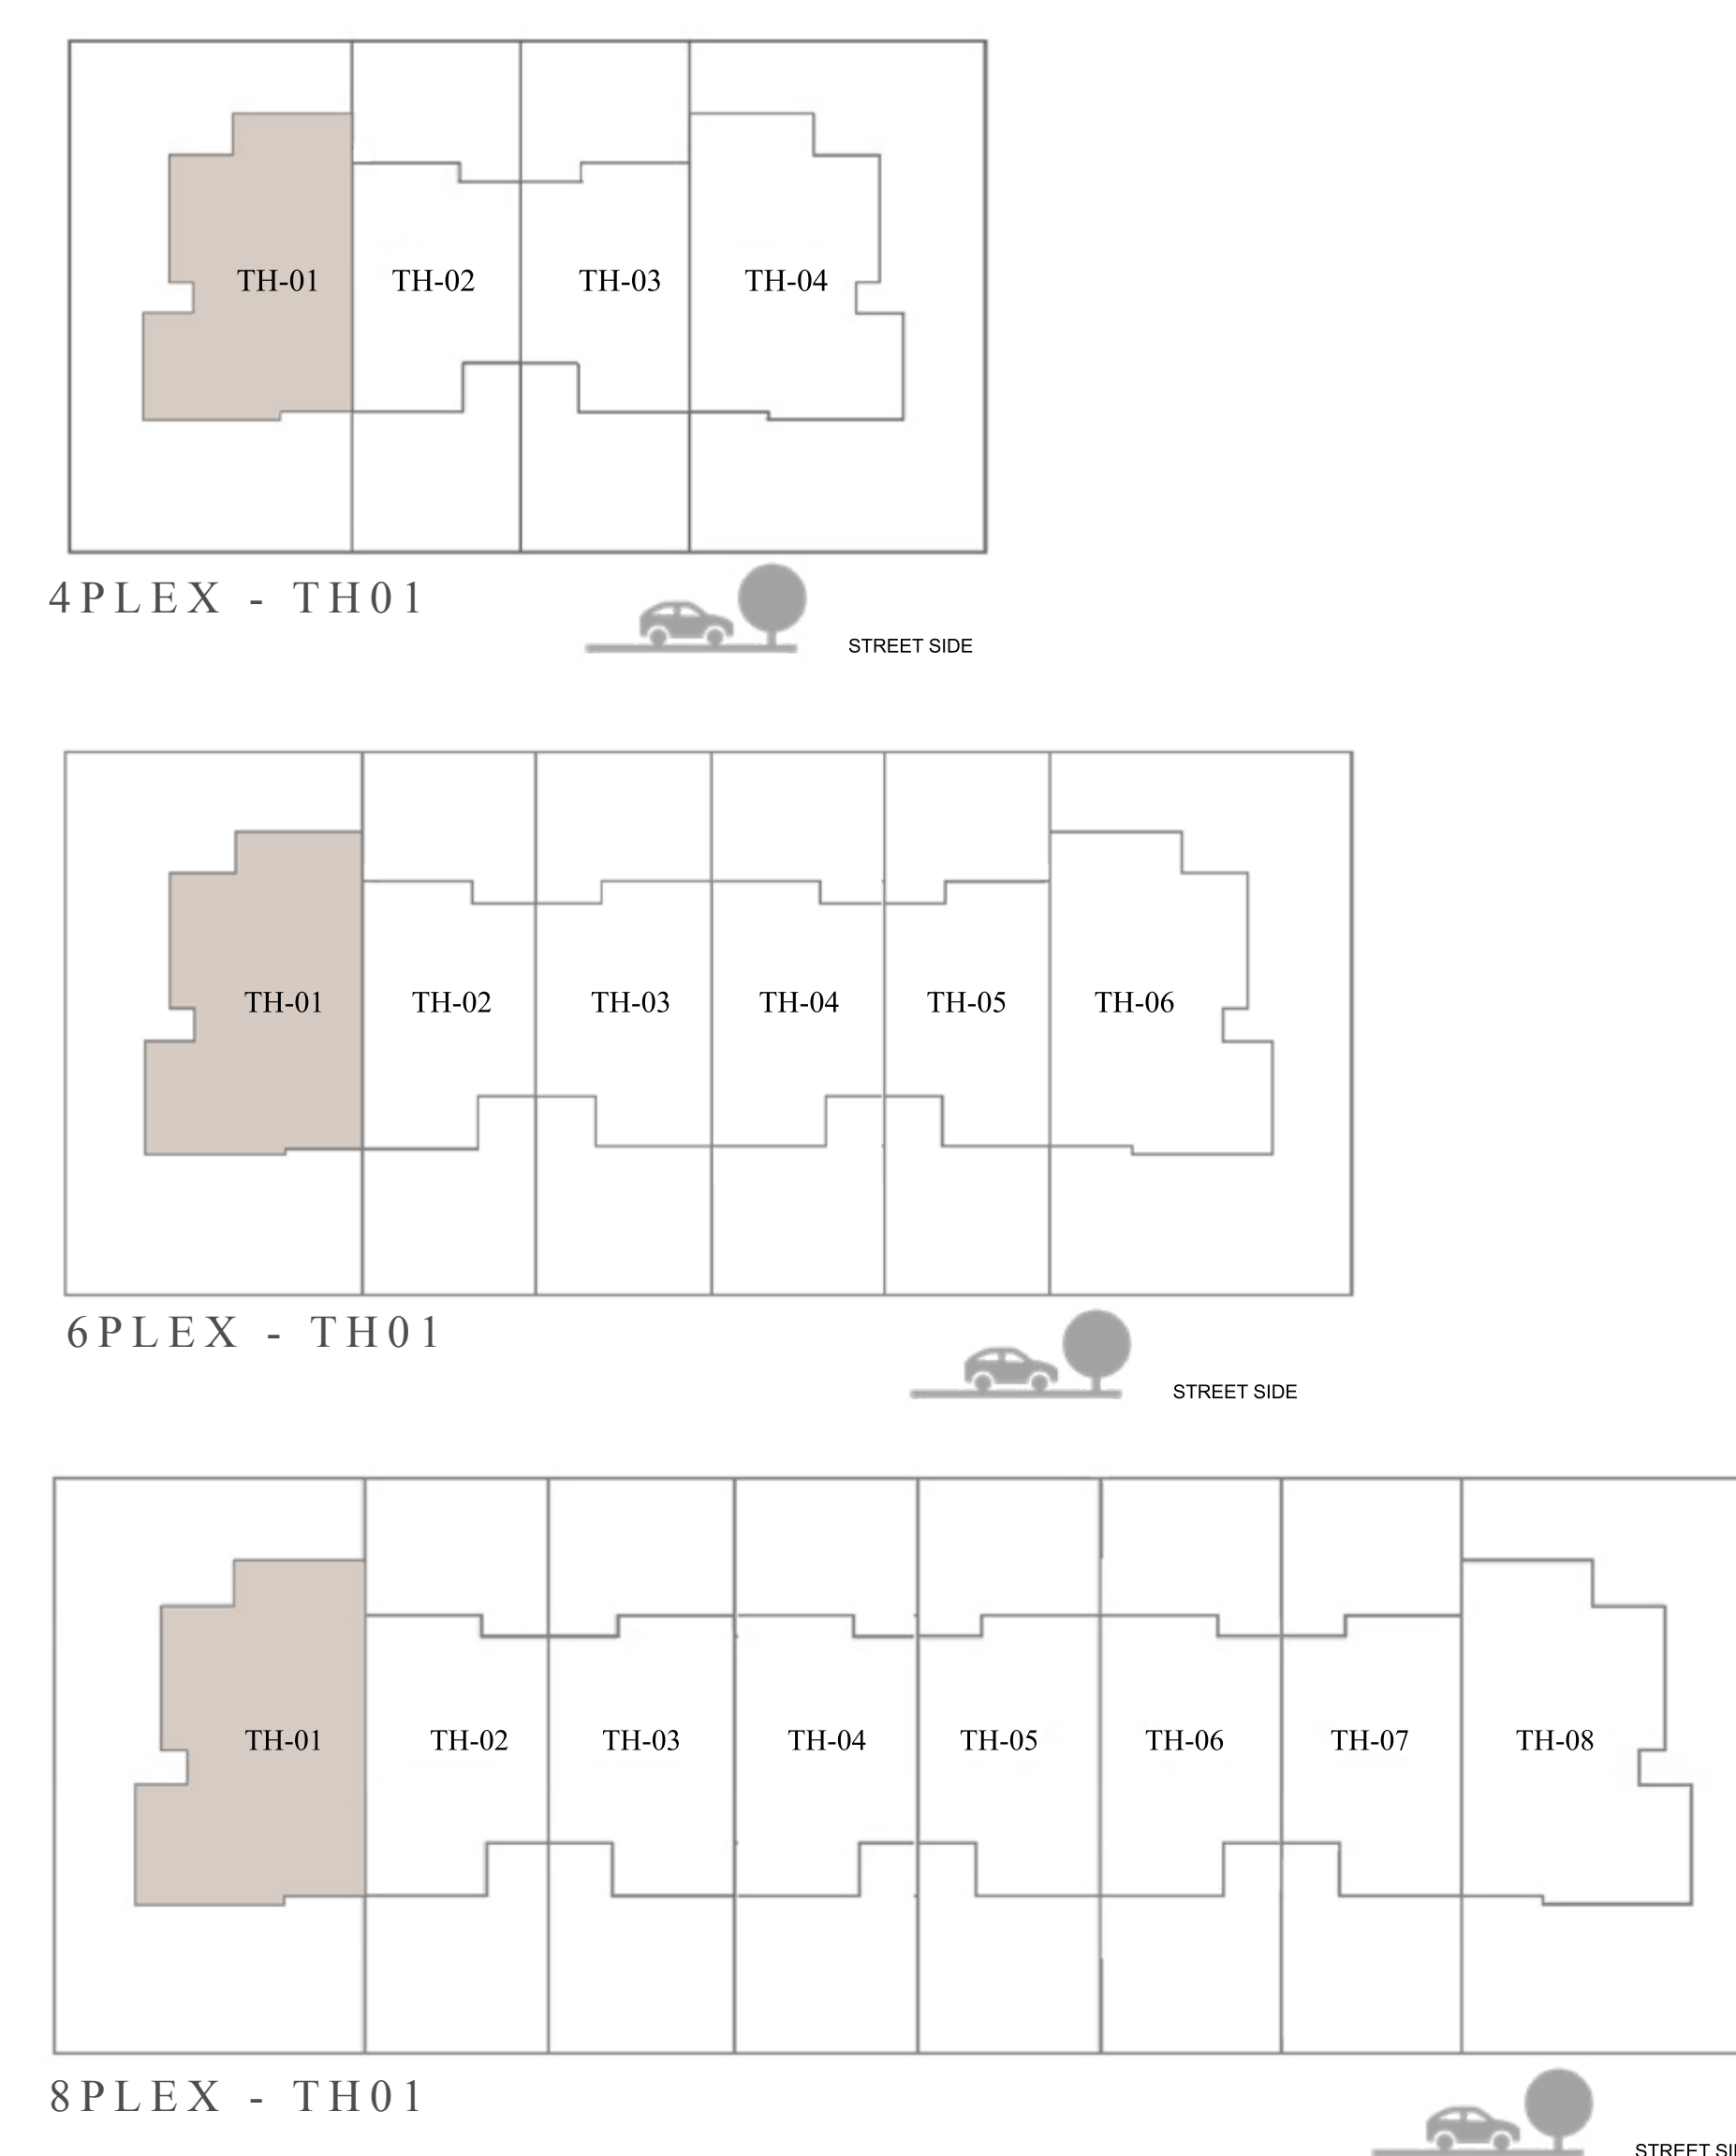 TH-01 TH-02 TH-03 TH-04
4PLEX - TH01
STREET SIDE
TH-01 TH-02 TH-03 TH-04 TH-05 TH-06
6PLEX - TH01
STREET SIDE
TH-01 TH-02 TH-03 TH-04 TH-05 TH-06 TH-07 TH-08
8PLEX - TH01
STREET